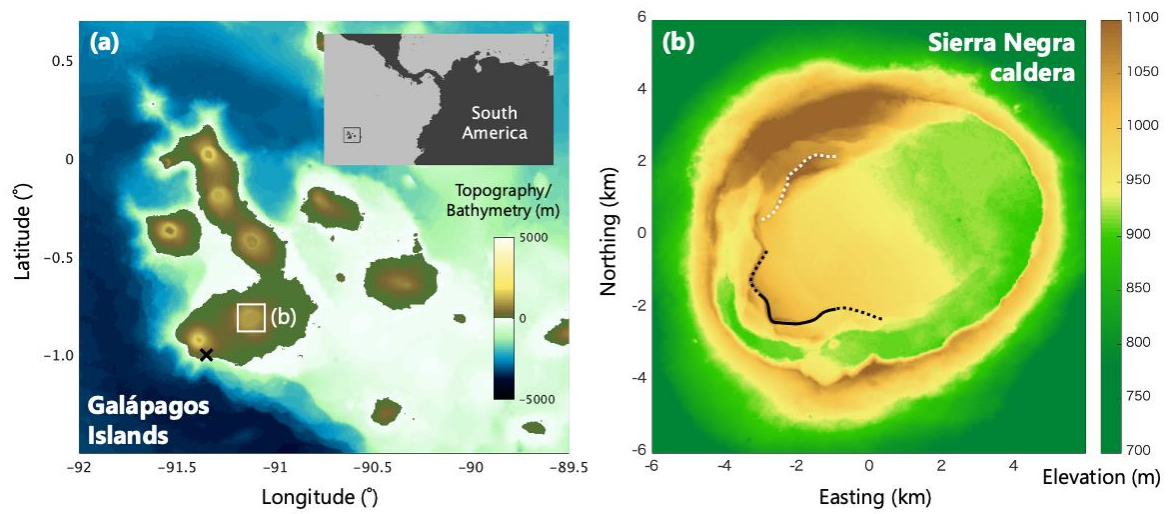 (a)
South
America
Topography/
Bathymetry (m)
5000
0
−5000
(b)
Galápagos
Islands
0.5
0
−0.5
−1.0
−92
−91.5
−91
−90.5
−90
−89.5
Latitude (˚)
Longitude (˚)
(b)
Sierra Negra
caldera
6
4
2
0
-2
-4
-6
-6
-4
-2
0
2
4
Northing (km)
Easting (km)
1100
1050
1000
950
900
850
800
750
700
Elevation (m)